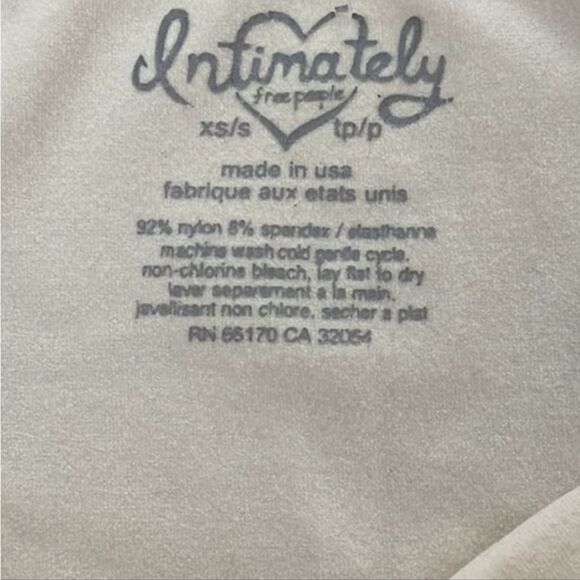 Intimately
free people
xs/s tp/p
made in usa
fabrique aux etats unis
92% nylon 8% spandex / elasthanne
machine wash cold gentle cycle.
non-chlorine bleach, lay flat to dry
laver separement a la main.
javellisant non chlore. secher a plat
RN 66170 CA 32054